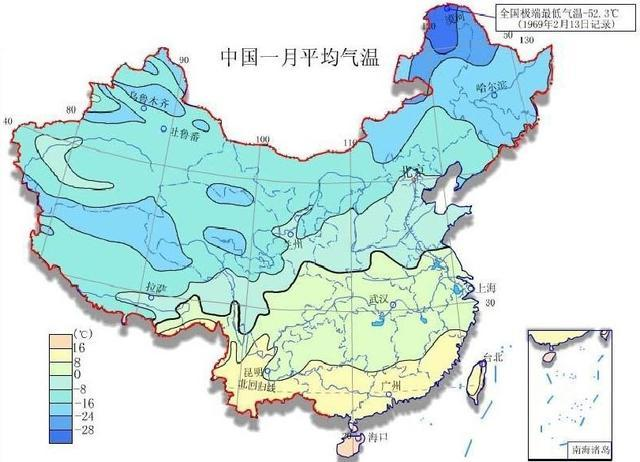 全国极端最低气温-52.3℃
(1969年2月13日记录)
漠河
中国一月平均气温
130
90
乌鲁木齐
哈尔滨
80
40
吐鲁番
100
110
北京
兰州
拉萨
上海
武汉
30
(℃)
16
8
0
-8
-16
-24
-28
昆明
北回归线
广州
台北
海口
南海诸岛